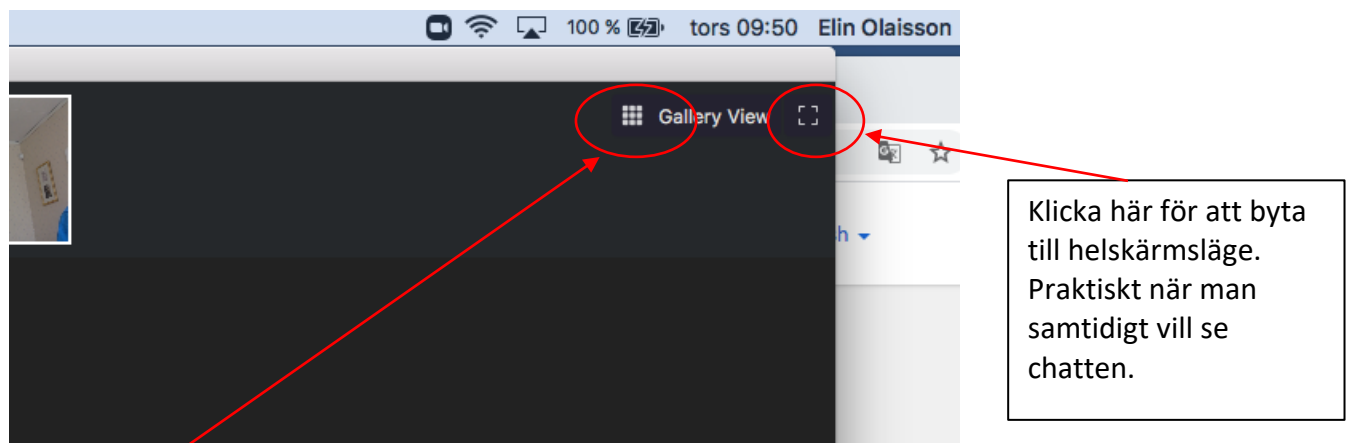 100 % tors 09:50 Elin Olaisson
Gallery View
h
Klicka här för att byta
till helskärmsläge.
Praktiskt när man
samtidigt vill se
chatten.